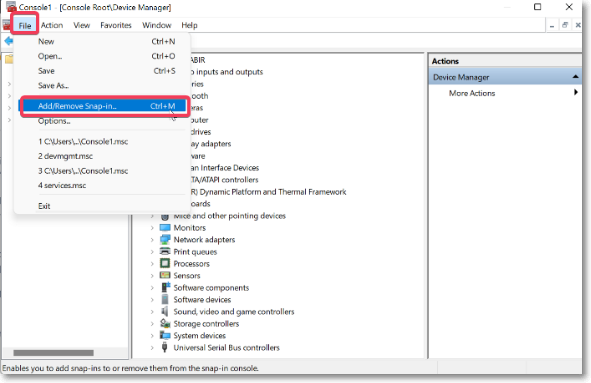 Console1 - [Console Root\Device Manager]
File Action View Favorites Window Help
New Ctrl+N
Open... Ctrl+O
Save Ctrl+S
Save As...
Add/Remove Snap-in... Ctrl+M
Options...
1 C:\Users\...\Console1.msc
2 devmgmt.msc
3 C:\Users\...\Console1.msc
4 services.msc
Exit
ABIR
inputs and outputs
ries
ooth
eras
puter
drives
ay adapters
ware
an Interface Devices
ATA/ATAPI controllers
R) Dynamic Platform and Thermal Framework
boards
Mice and other pointing devices
Monitors
Network adapters
Print queues
Processors
Sensors
Software components
Software devices
Sound, video and game controllers
Storage controllers
System devices
Universal Serial Bus controllers
Actions
Device Manager
More Actions
Enables you to add snap-ins to or remove them from the snap-in console.